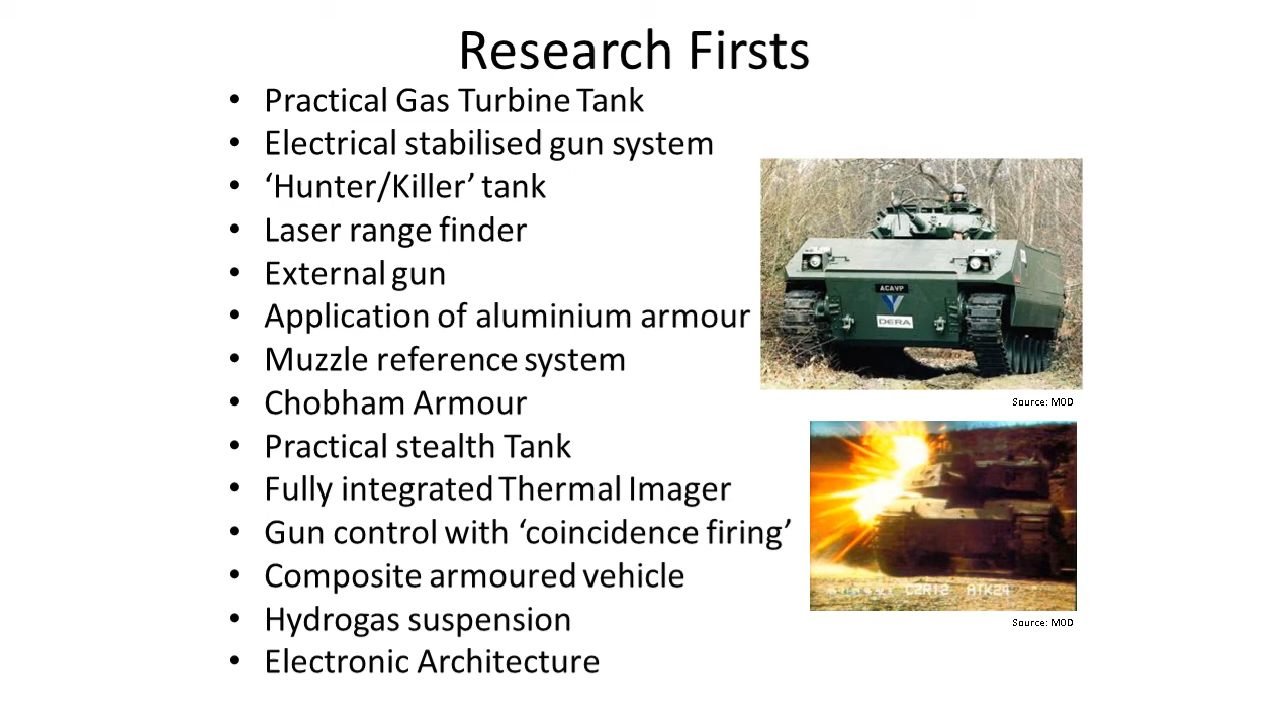 Research Firsts
• Practical Gas Turbine Tank
• Electrical stabilised gun system
• ‘Hunter/Killer’ tank
• Laser range finder
• External gun
• Application of aluminium armour
• Muzzle reference system
• Chobham Armour
• Practical stealth Tank
• Fully integrated Thermal Imager
• Gun control with ‘coincidence firing’
• Composite armoured vehicle
• Hydrogas suspension
• Electronic Architecture
ACAVP
DERA
Source: MOD
C2R12 ATK24
Source: MOD